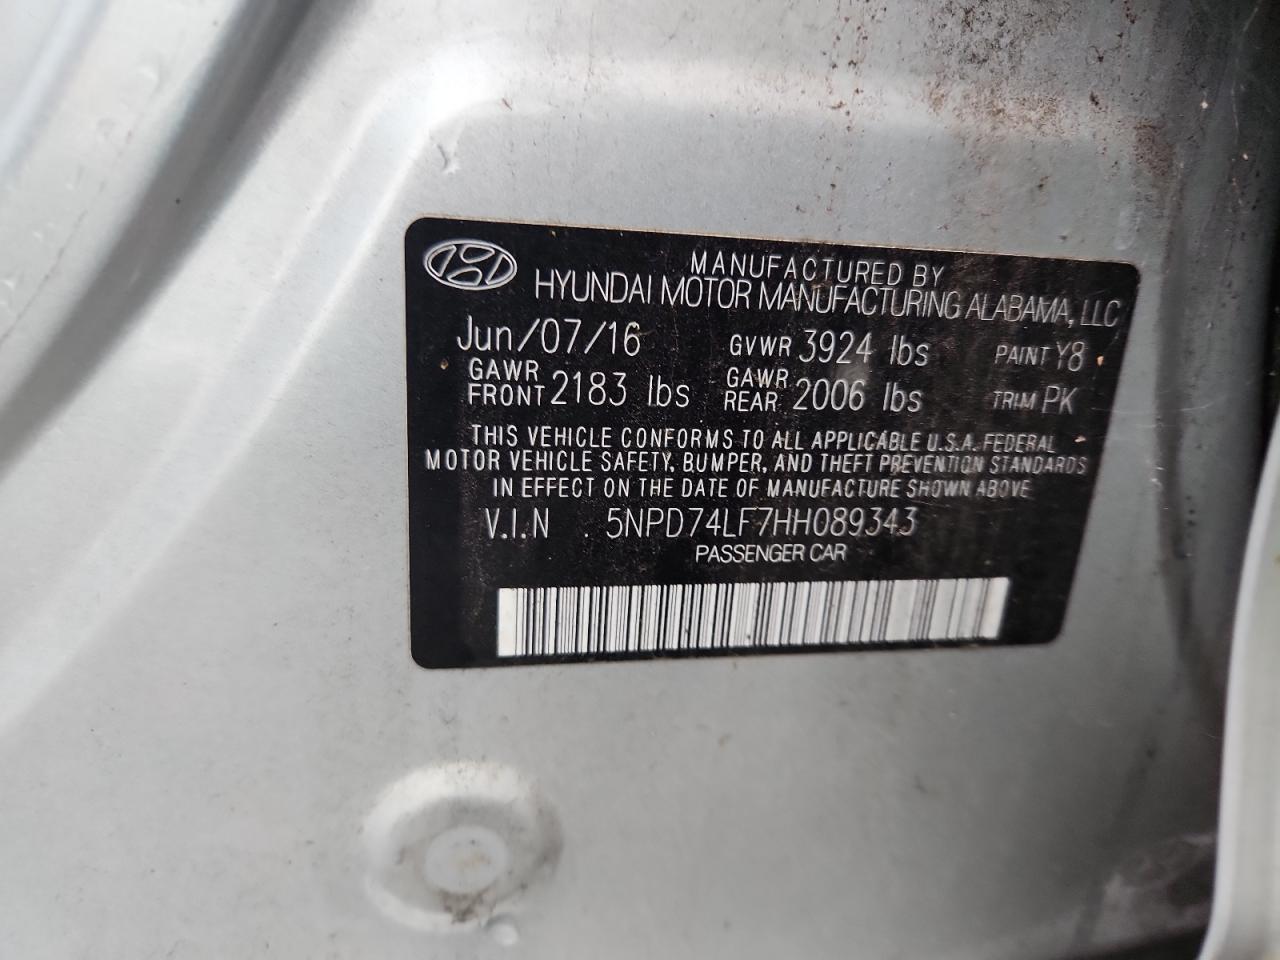 MANUFACTURED BY
HYUNDAI MOTOR MANUFACTURING ALABAMA, LLC
Jun/07/16 GVWR 3924 lbs PAINT Y8
GAWR FRONT 2183 lbs GAWR REAR 2006 lbs TRIM PK
THIS VEHICLE CONFORMS TO ALL APPLICABLE U.S.A. FEDERAL
MOTOR VEHICLE SAFETY, BUMPER, AND THEFT PREVENTION STANDARDS
IN EFFECT ON THE DATE OF MANUFACTURE SHOWN ABOVE
V.I.N . 5NPD74LF7HH089343
PASSENGER CAR